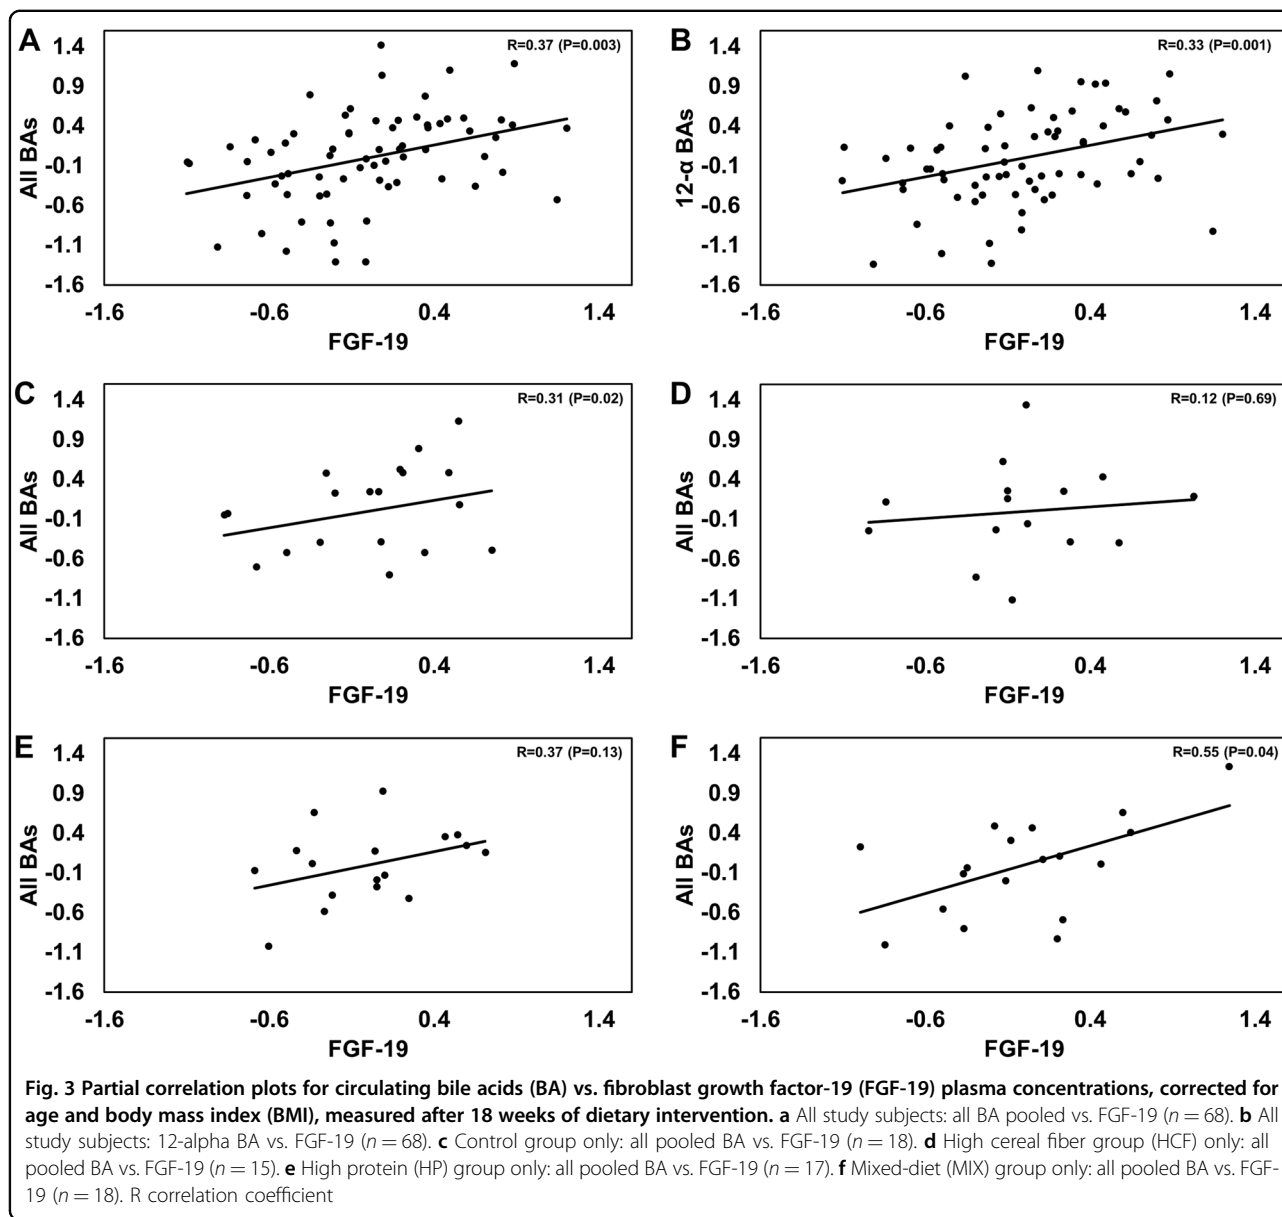 A
R=0.37 (P=0.003)
All BAs
1.4
0.9
0.4
-0.1
-0.6
-1.1
-1.6
-1.6 -0.6 0.4 1.4
FGF-19
B
R=0.33 (P=0.001)
12-α BAs
1.4
0.9
0.4
-0.1
-0.6
-1.1
-1.6
-1.6 -0.6 0.4 1.4
FGF-19
C
R=0.31 (P=0.02)
All BAs
1.4
0.9
0.4
-0.1
-0.6
-1.1
-1.6
-1.6 -0.6 0.4 1.4
FGF-19
D
R=0.12 (P=0.69)
All BAs
1.4
0.9
0.4
-0.1
-0.6
-1.1
-1.6
-1.6 -0.6 0.4 1.4
FGF-19
E
R=0.37 (P=0.13)
All BAs
1.4
0.9
0.4
-0.1
-0.6
-1.1
-1.6
-1.6 -0.6 0.4 1.4
FGF-19
F
R=0.55 (P=0.04)
All BAs
1.4
0.9
0.4
-0.1
-0.6
-1.1
-1.6
-1.6 -0.6 0.4 1.4
FGF-19
Fig. 3 Partial correlation plots for circulating bile acids (BA) vs. fibroblast growth factor-19 (FGF-19) plasma concentrations, corrected for
age and body mass index (BMI), measured after 18 weeks of dietary intervention. a All study subjects: all BA pooled vs. FGF-19 (n = 68). b All
study subjects: 12-alpha BA vs. FGF-19 (n = 68). c Control group only: all pooled BA vs. FGF-19 (n = 18). d High cereal fiber group (HCF) only: all
pooled BA vs. FGF-19 (n = 15). e High protein (HP) group only: all pooled BA vs. FGF-19 (n = 17). f Mixed-diet (MIX) group only: all pooled BA vs. FGF-
19 (n = 18). R correlation coefficient